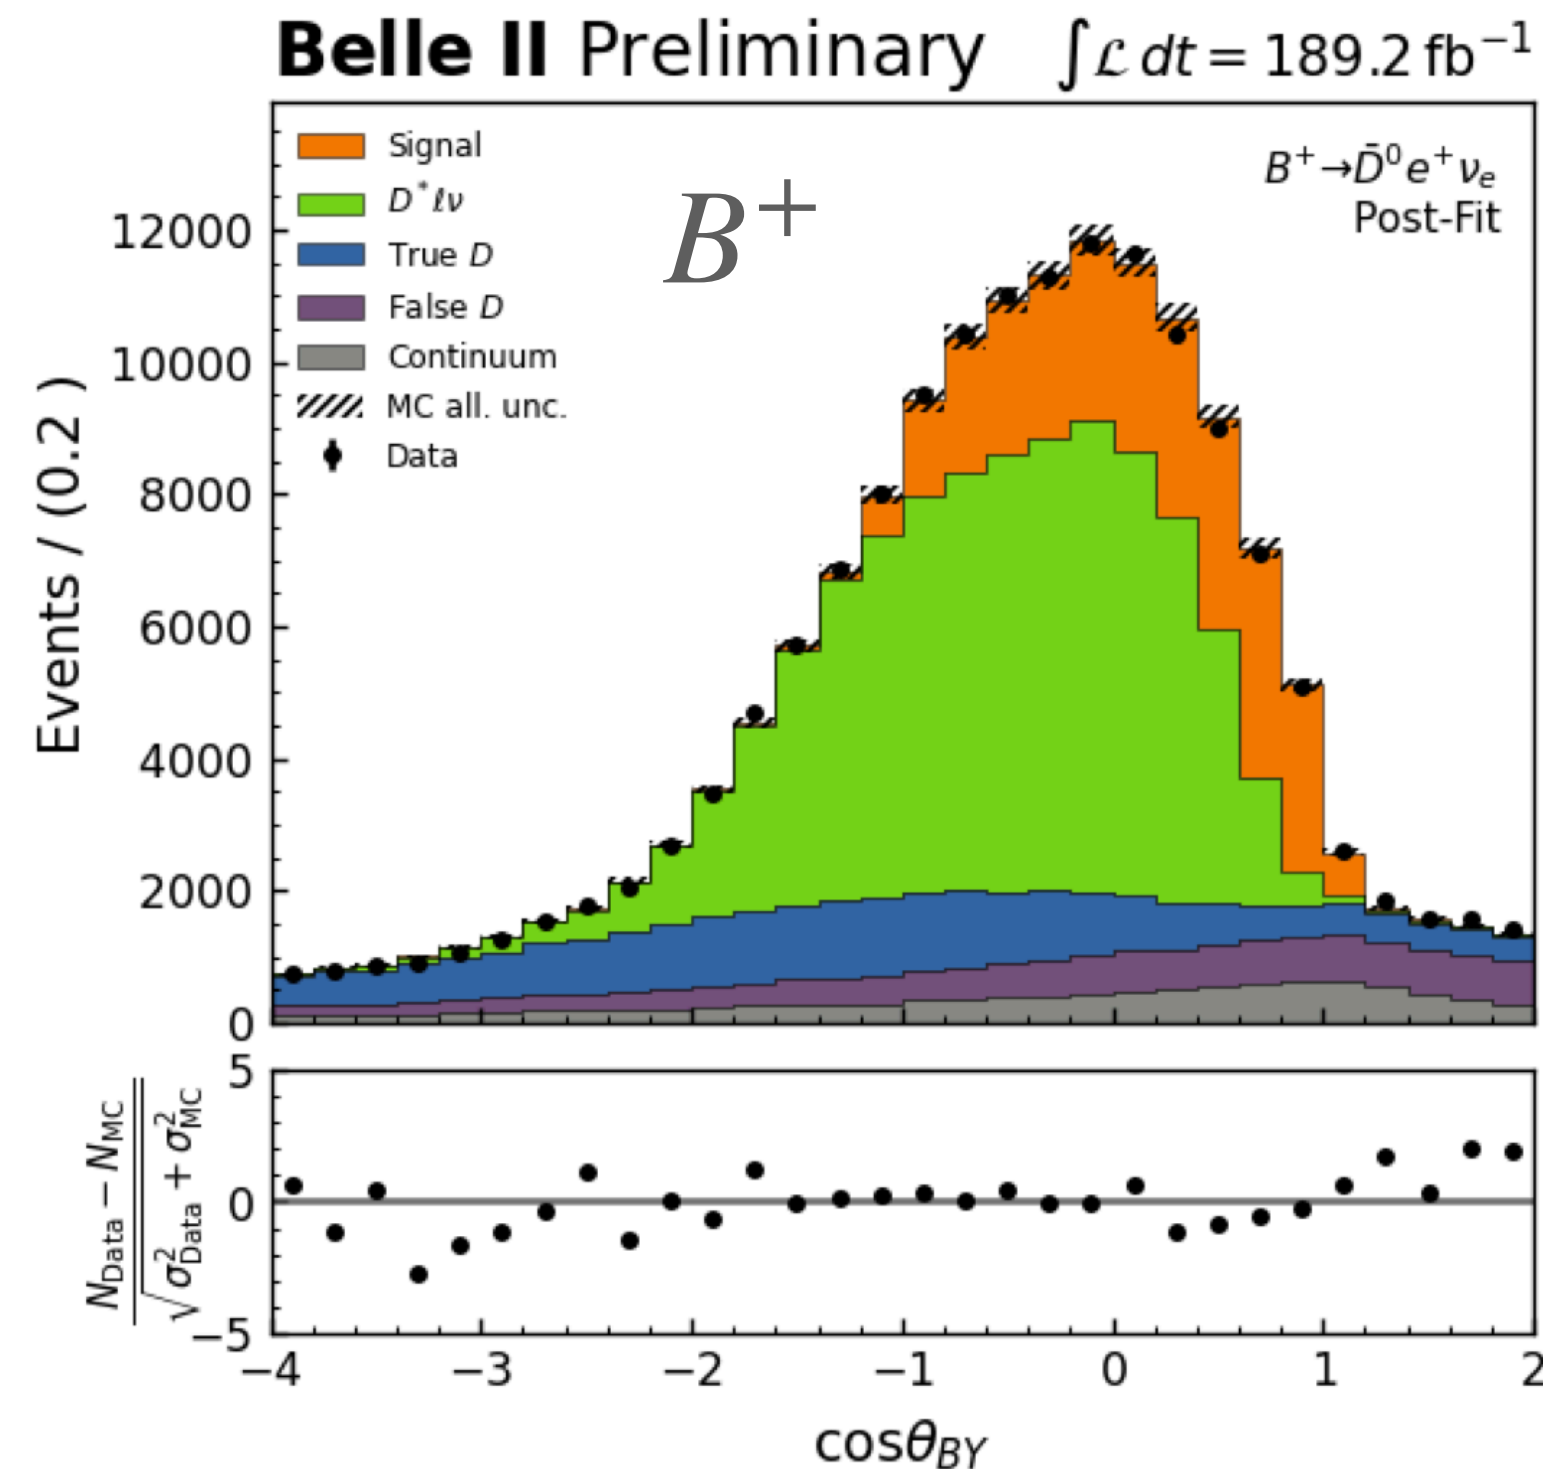 Belle II Preliminary ∫ℒ dt = 189.2 fb⁻¹
Signal
D*ℓν
True D
False D
Continuum
MC all. unc.
Data
B⁺
B⁺→D̄⁰e⁺νₑ
Post-Fit
Events / (0.2 )
12000
10000
8000
6000
4000
2000
0
(N_Data − N_MC) / √(σ²_Data + σ²_MC)
5
0
−5
−4 −3 −2 −1 0 1 2
cosθ_BY